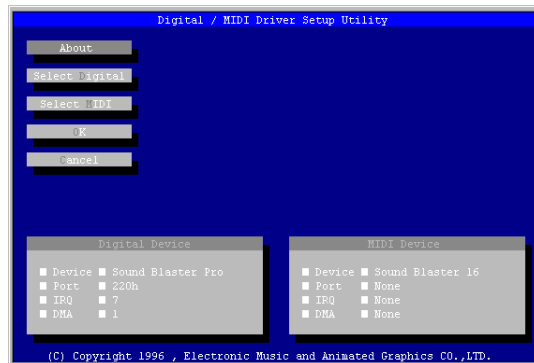 Digital / MIDI Driver Setup Utility
About
Select Digital
Select MIDI
OK
Cancel
Digital Device
Device Sound Blaster Pro
Port 220h
IRQ 7
DMA 1
MIDI Device
Device Sound Blaster 16
Port None
IRQ None
DMA None
(C) Copyright 1996 , Electronic Music and Animated Graphics CO.,LTD.